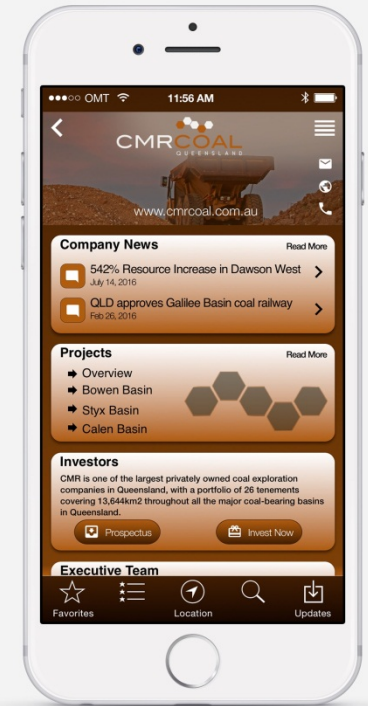 OMT
11:56 AM
CMRCOAL
QUEENSLAND
www.cmrcoal.com.au
Company News Read More
542% Resource Increase in Dawson West
July 14, 2016
QLD approves Galilee Basin coal railway
Feb 26, 2016
Projects Read More
Overview
Bowen Basin
Styx Basin
Calen Basin
Investors
CMR is one of the largest privately owned coal exploration
companies in Queensland, with a portfolio of 26 tenements
covering 13,644km2 throughout all the major coal-bearing basins
in Queensland.
Prospectus Invest Now
Executive Team
Favorites Location Updates